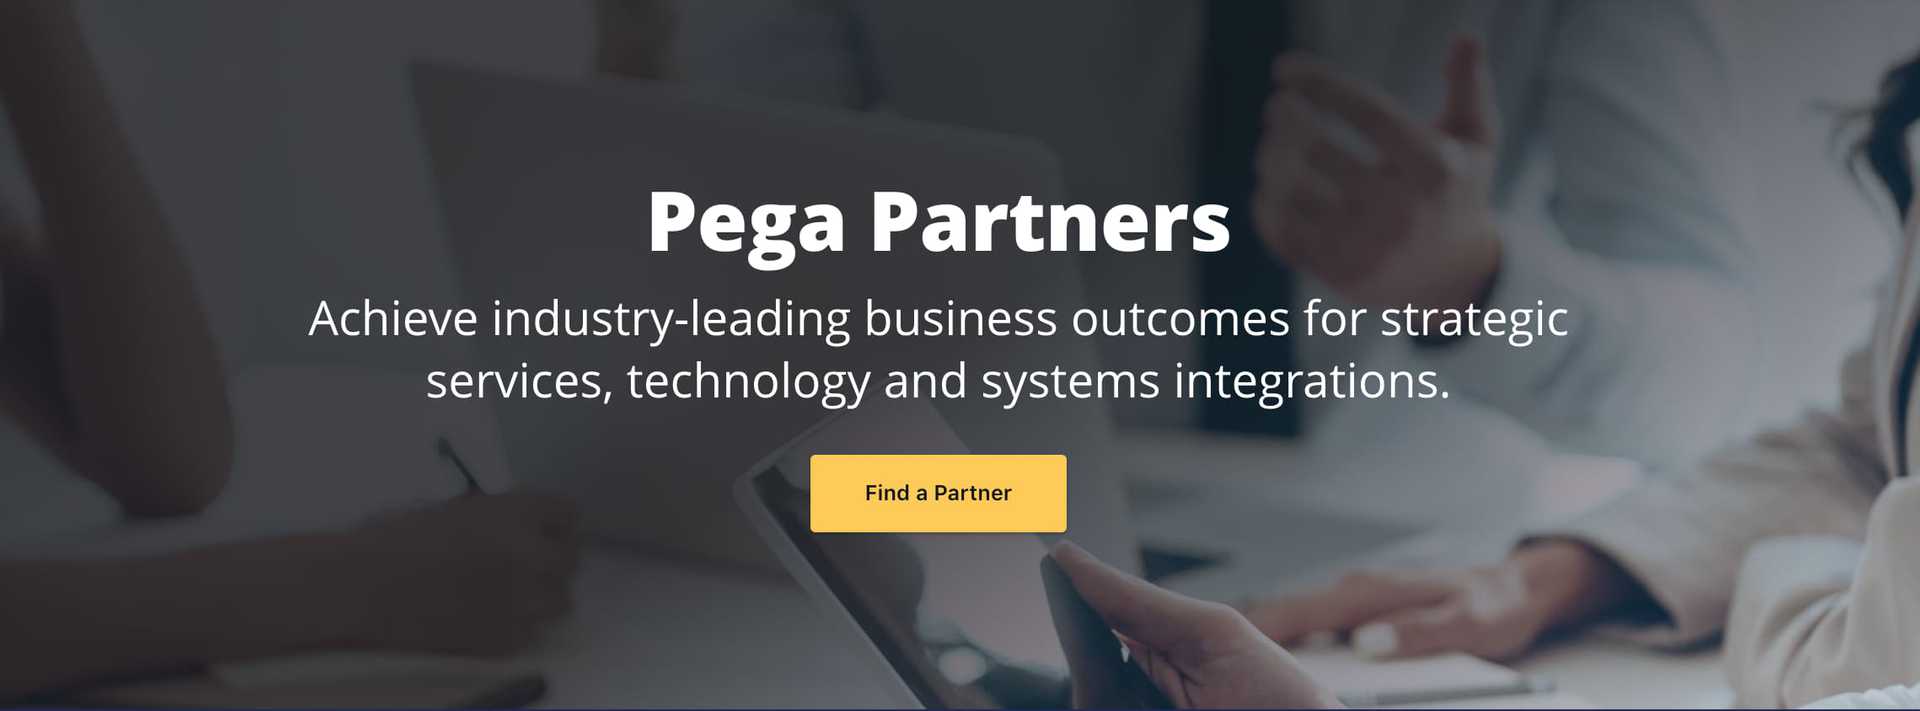 Pega Partners
Achieve industry-leading business outcomes for strategic
services, technology and systems integrations.
Find a Partner